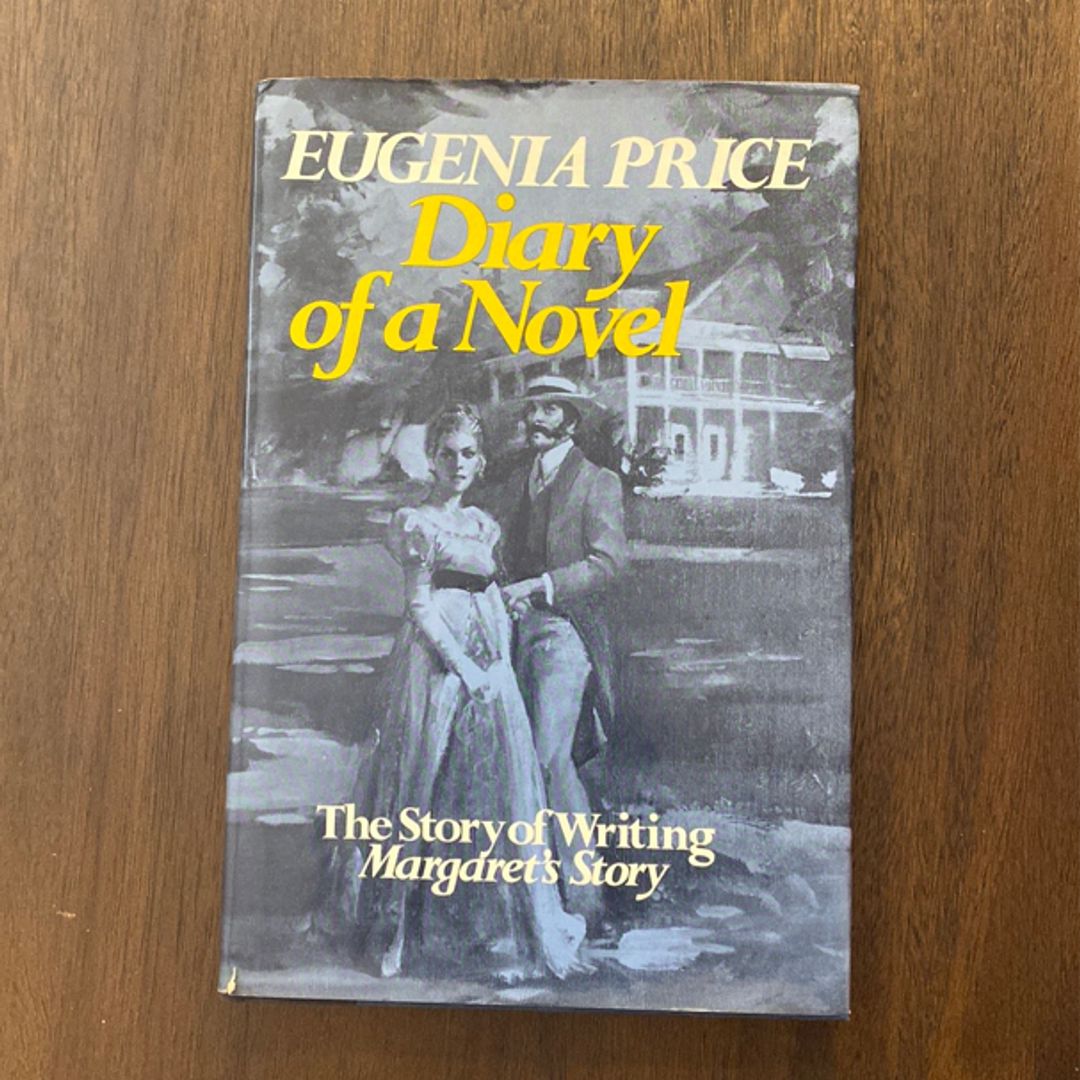 EUGENIA PRICE
Diary
of a Novel
The Story of Writing
Margaret's Story